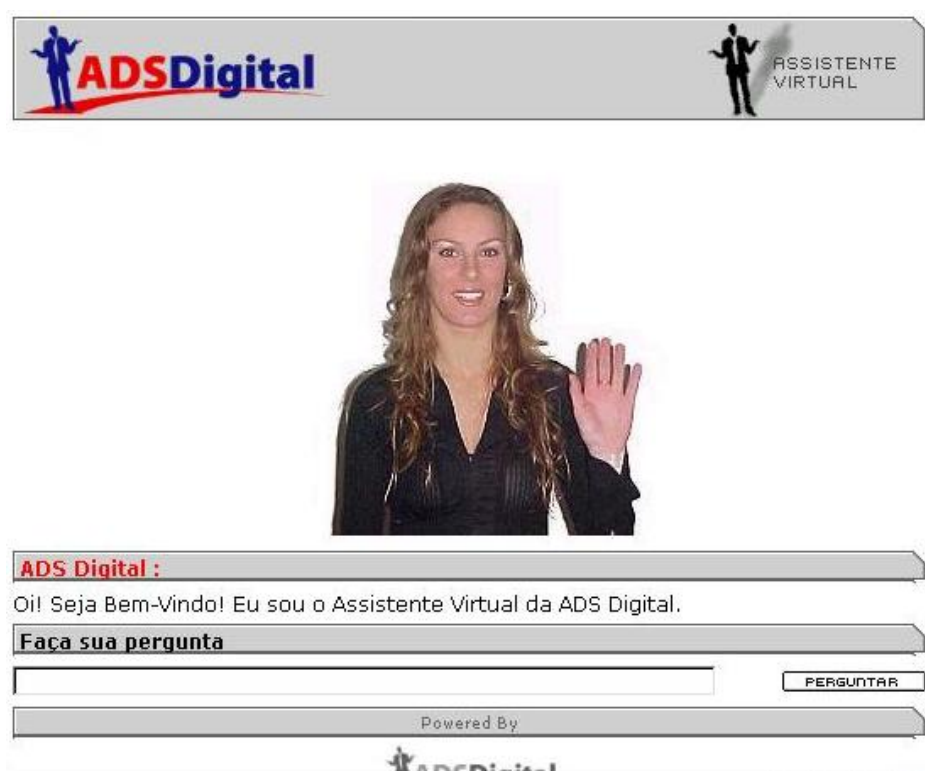 ADSDigital
ASSISTENTE
VIRTUAL
ADS Digital :
Oi! Seja Bem-Vindo! Eu sou o Assistente Virtual da ADS Digital.
Faça sua pergunta
PERGUNTAR
Powered By
ADSDigital